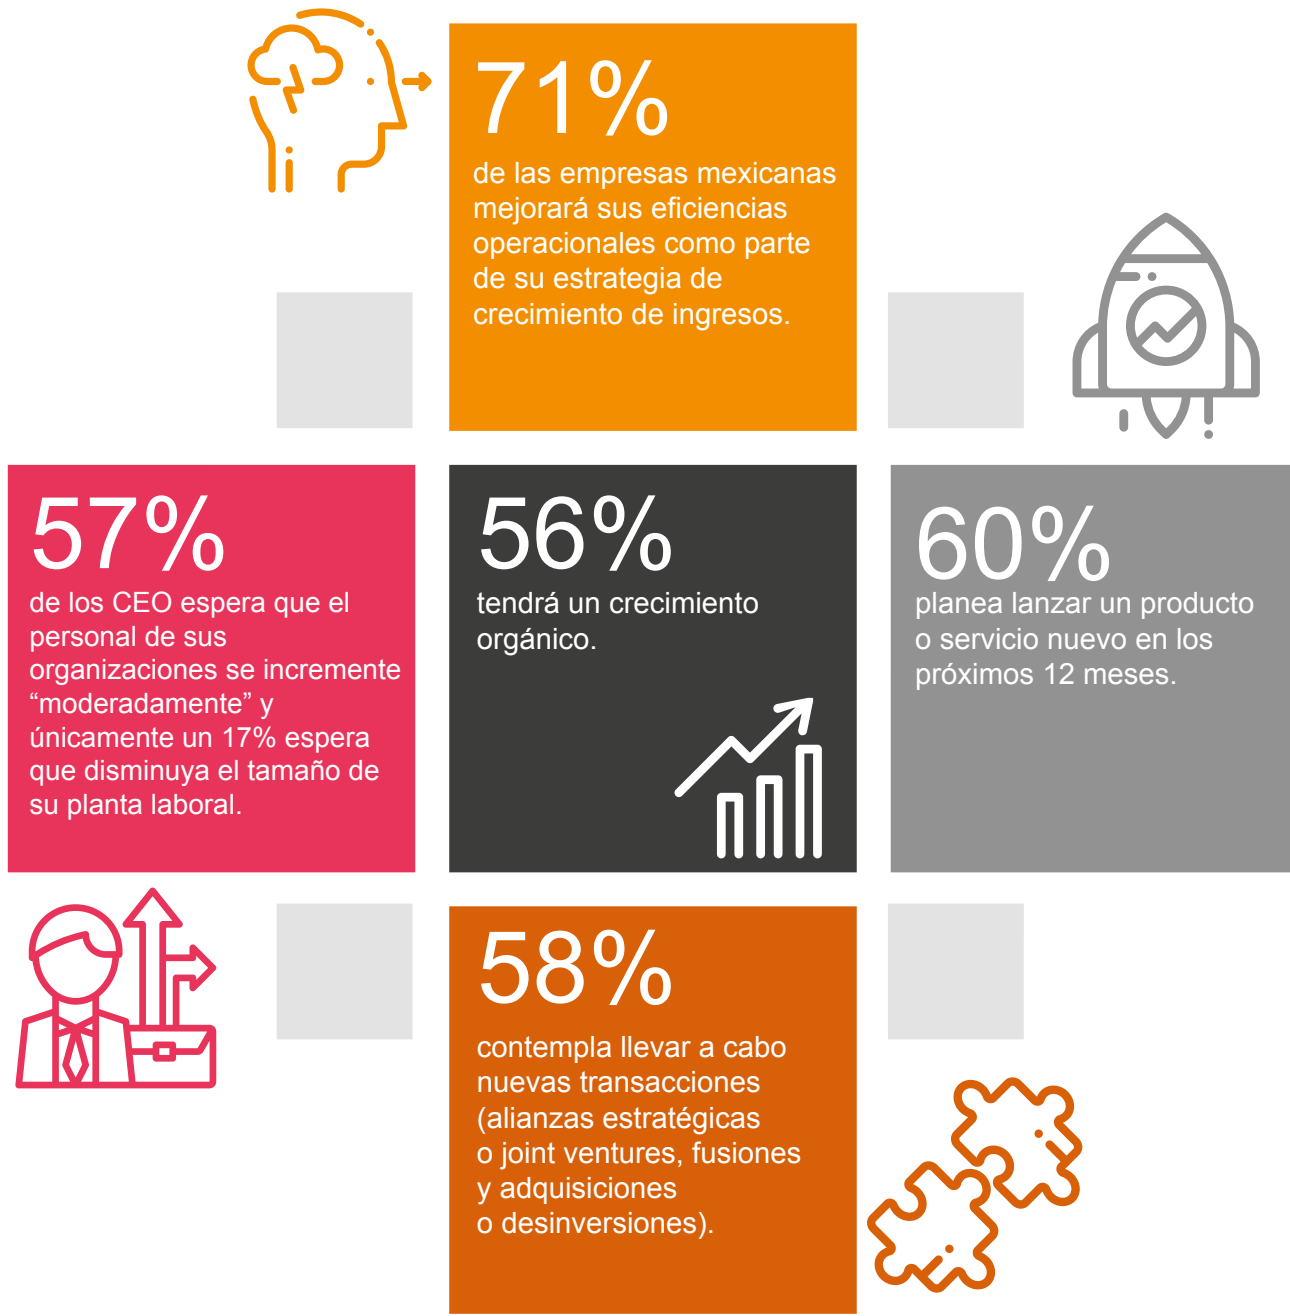 71%
de las empresas mexicanas
mejorará sus eficiencias
operacionales como parte
de su estrategia de
crecimiento de ingresos.
57%
de los CEO espera que el
personal de sus
organizaciones se incremente
“moderadamente” y
únicamente un 17% espera
que disminuya el tamaño de
su planta laboral.
56%
tendrá un crecimiento
orgánico.
60%
planea lanzar un producto
o servicio nuevo en los
próximos 12 meses.
58%
contempla llevar a cabo
nuevas transacciones
(alianzas estratégicas
o joint ventures, fusiones
y adquisiciones
o desinversiones).